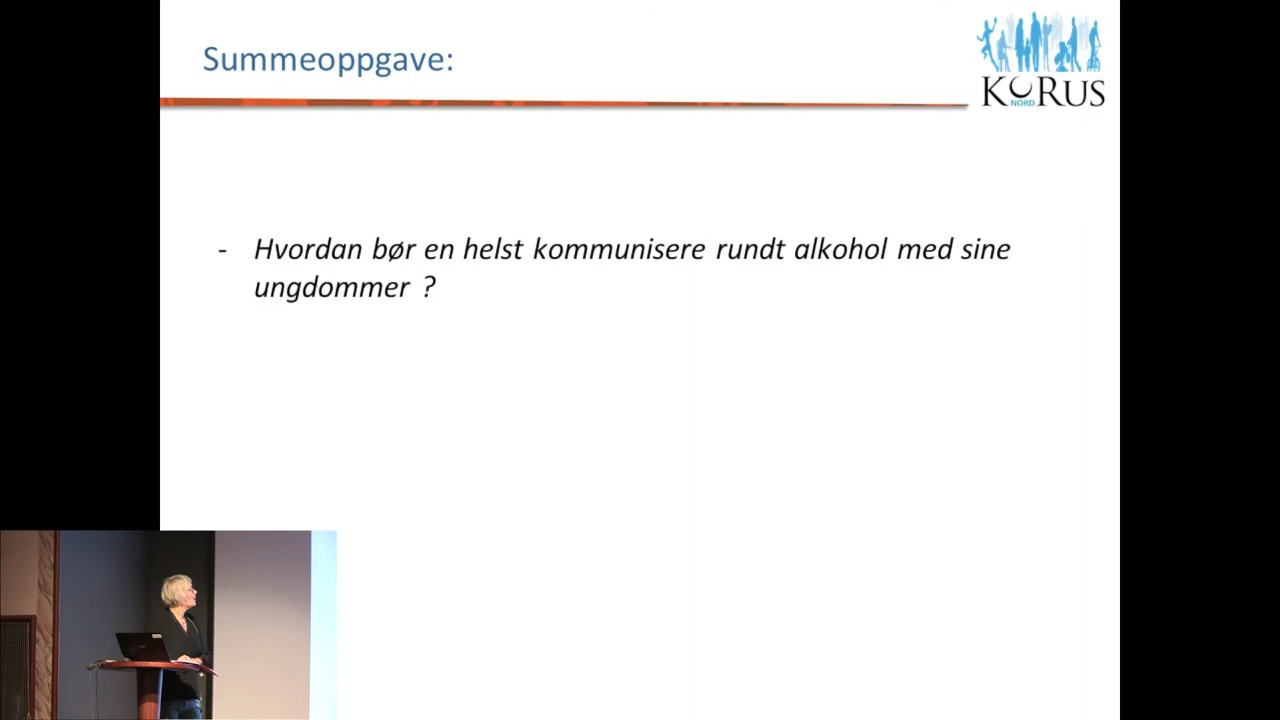 Summeoppgave:
KoRUS
NORD
- Hvordan bør en helst kommunisere rundt alkohol med sine
ungdommer ?